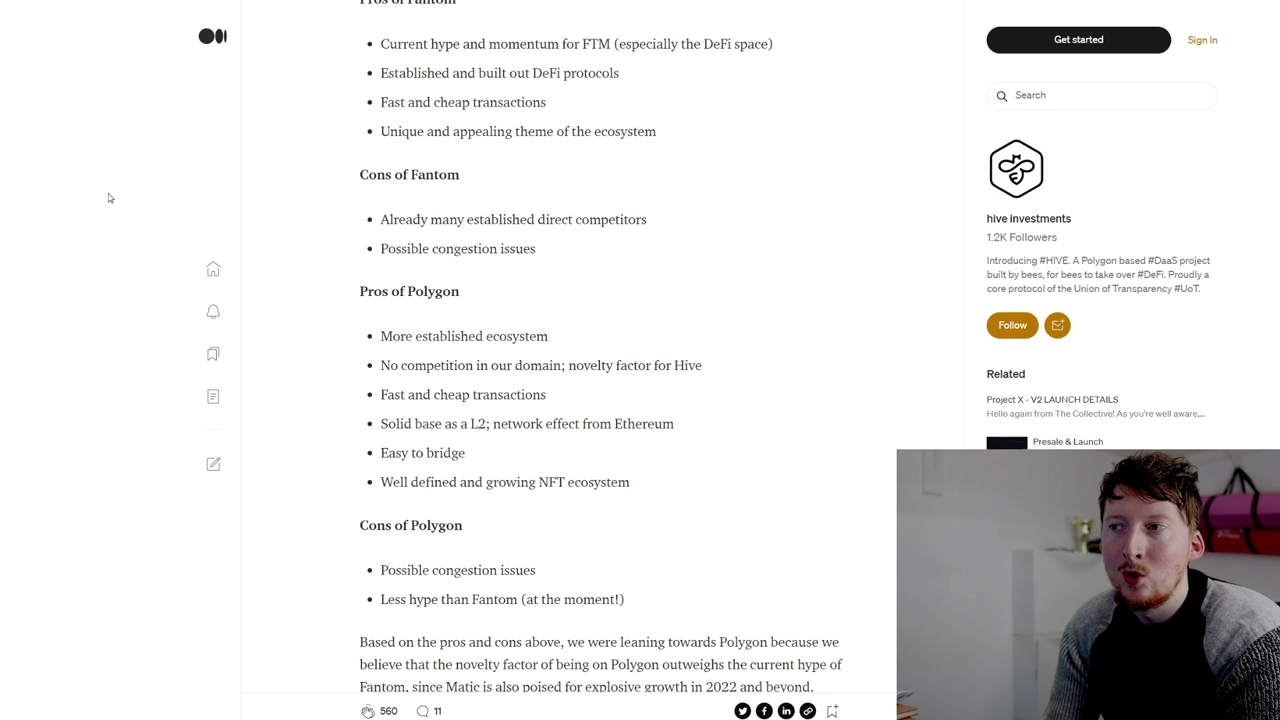 Pros of Fantom
Current hype and momentum for FTM (especially the DeFi space)
Established and built out DeFi protocols
Fast and cheap transactions
Unique and appealing theme of the ecosystem
Cons of Fantom
Already many established direct competitors
Possible congestion issues
Pros of Polygon
More established ecosystem
No competition in our domain; novelty factor for Hive
Fast and cheap transactions
Solid base as a L2; network effect from Ethereum
Easy to bridge
Well defined and growing NFT ecosystem
Cons of Polygon
Possible congestion issues
Less hype than Fantom (at the moment!)
Based on the pros and cons above, we were leaning towards Polygon because we
believe that the novelty factor of being on Polygon outweighs the current hype of
Fantom, since Matic is also poised for explosive growth in 2022 and beyond.
560
11
Get started
Sign In
Search
hive investments
1.2K Followers
Introducing #HIVE. A Polygon based #DaaS project
built by bees, for bees to take over #DeFi. Proudly a
core protocol of the Union of Transparency #UoT.
Follow
Related
Project X - V2 LAUNCH DETAILS
Hello again from The Collective! As you're well aware,...
Presale & Launch